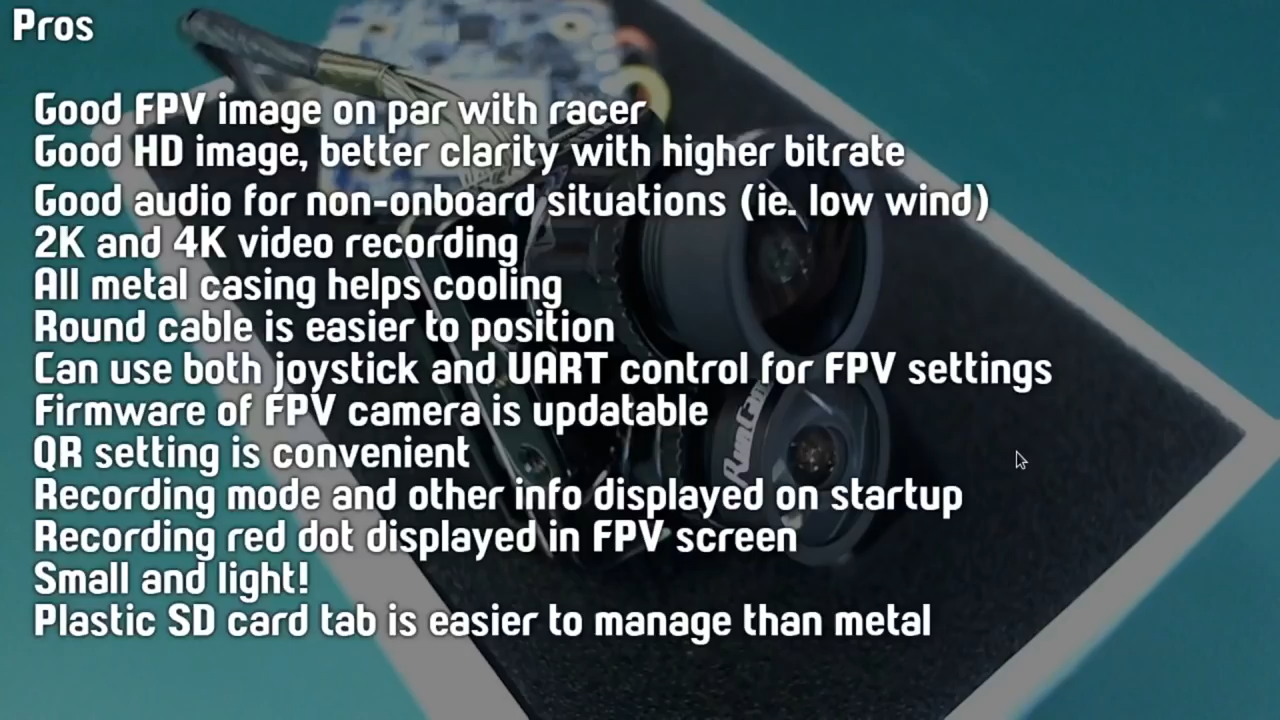 Pros
Good FPV image on par with racer
Good HD image, better clarity with higher bitrate
Good audio for non-onboard situations (ie. low wind)
2K and 4K video recording
All metal casing helps cooling
Round cable is easier to position
Can use both joystick and UART control for FPV settings
Firmware of FPV camera is updatable
QR setting is convenient
Recording mode and other info displayed on startup
Recording red dot displayed in FPV screen
Small and light!
Plastic SD card tab is easier to manage than metal
RunCam